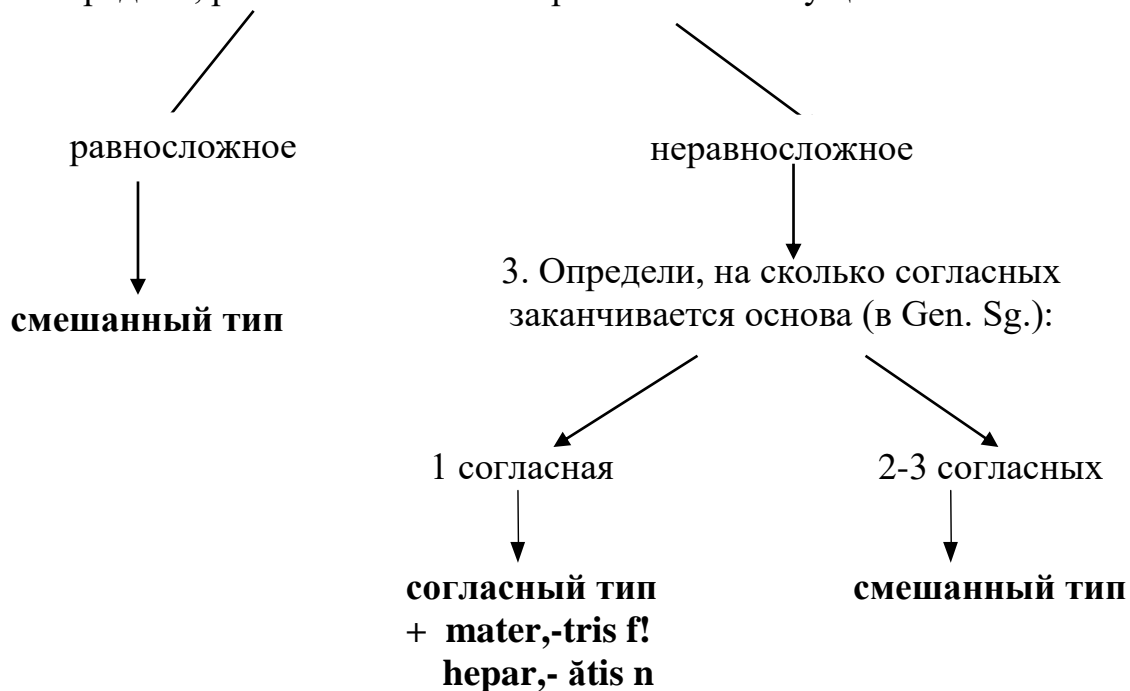 равносложное
неравносложное
3. Определи, на сколько согласных
заканчивается основа (в Gen. Sg.):
смешанный тип
1 согласная
2-3 согласных
согласный тип
смешанный тип
+ mater,-tris f!
hepar,- ătis n